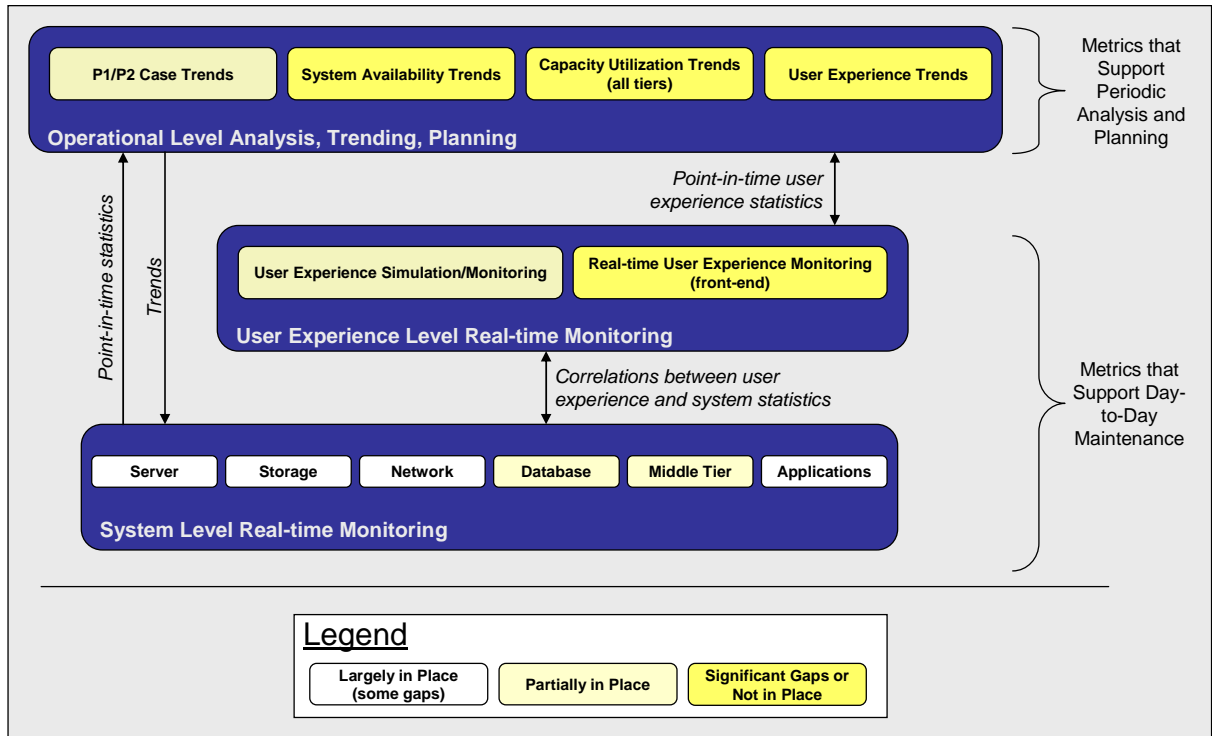 P1/P2 Case Trends
System Availability Trends
Capacity Utilization Trends
(all tiers)
User Experience Trends
Operational Level Analysis, Trending, Planning
Metrics that
Support
Periodic
Analysis and
Planning
Point-in-time statistics
Trends
Point-in-time user
experience statistics
User Experience Simulation/Monitoring
Real-time User Experience Monitoring
(front-end)
User Experience Level Real-time Monitoring
Correlations between user
experience and system statistics
Metrics that
Support Day-
to-Day
Maintenance
Server
Storage
Network
Database
Middle Tier
Applications
System Level Real-time Monitoring
Legend
Largely in Place
(some gaps)
Partially in Place
Significant Gaps or
Not in Place